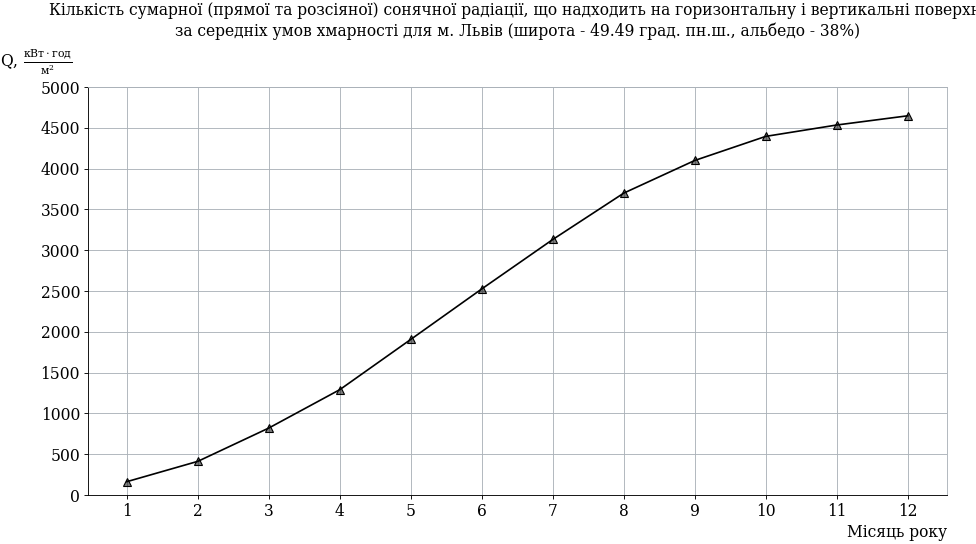 Кількість сумарної (прямої та розсіяної) сонячної радіації, що надходить на горизонтальну і вертикальні
за середніх умов хмарності для м. Львів (широта - 49.49 град. пн.ш., альбедо - 38%)
Q, кВт · год
м²
5000
4500
4000
3500
3000
2500
2000
1500
1000
500
0
1 2 3 4 5 6 7 8 9 10 11 12
Місяць року